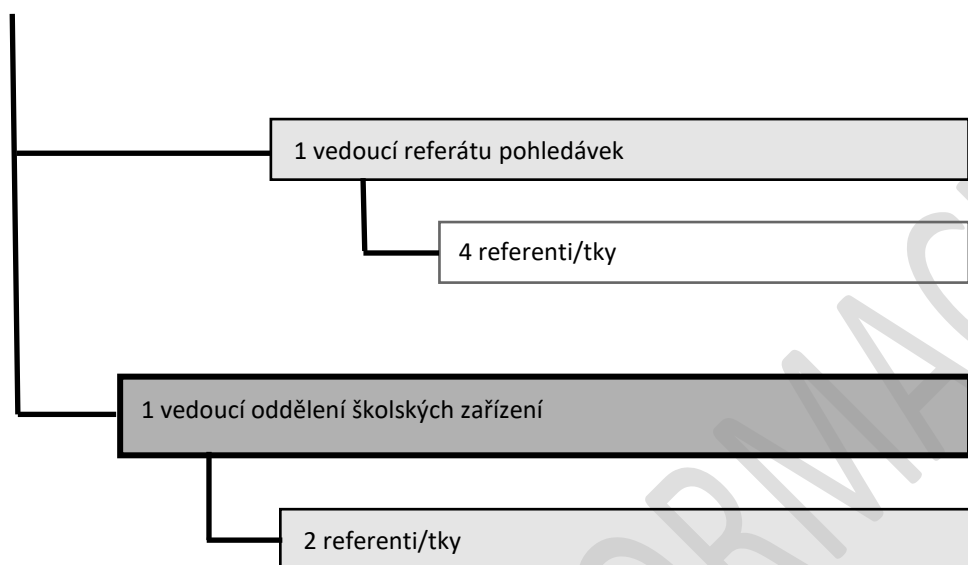 1 vedoucí referátu pohledávek
4 referenti/tky
1 vedoucí oddělení školských zařízení
2 referenti/tky